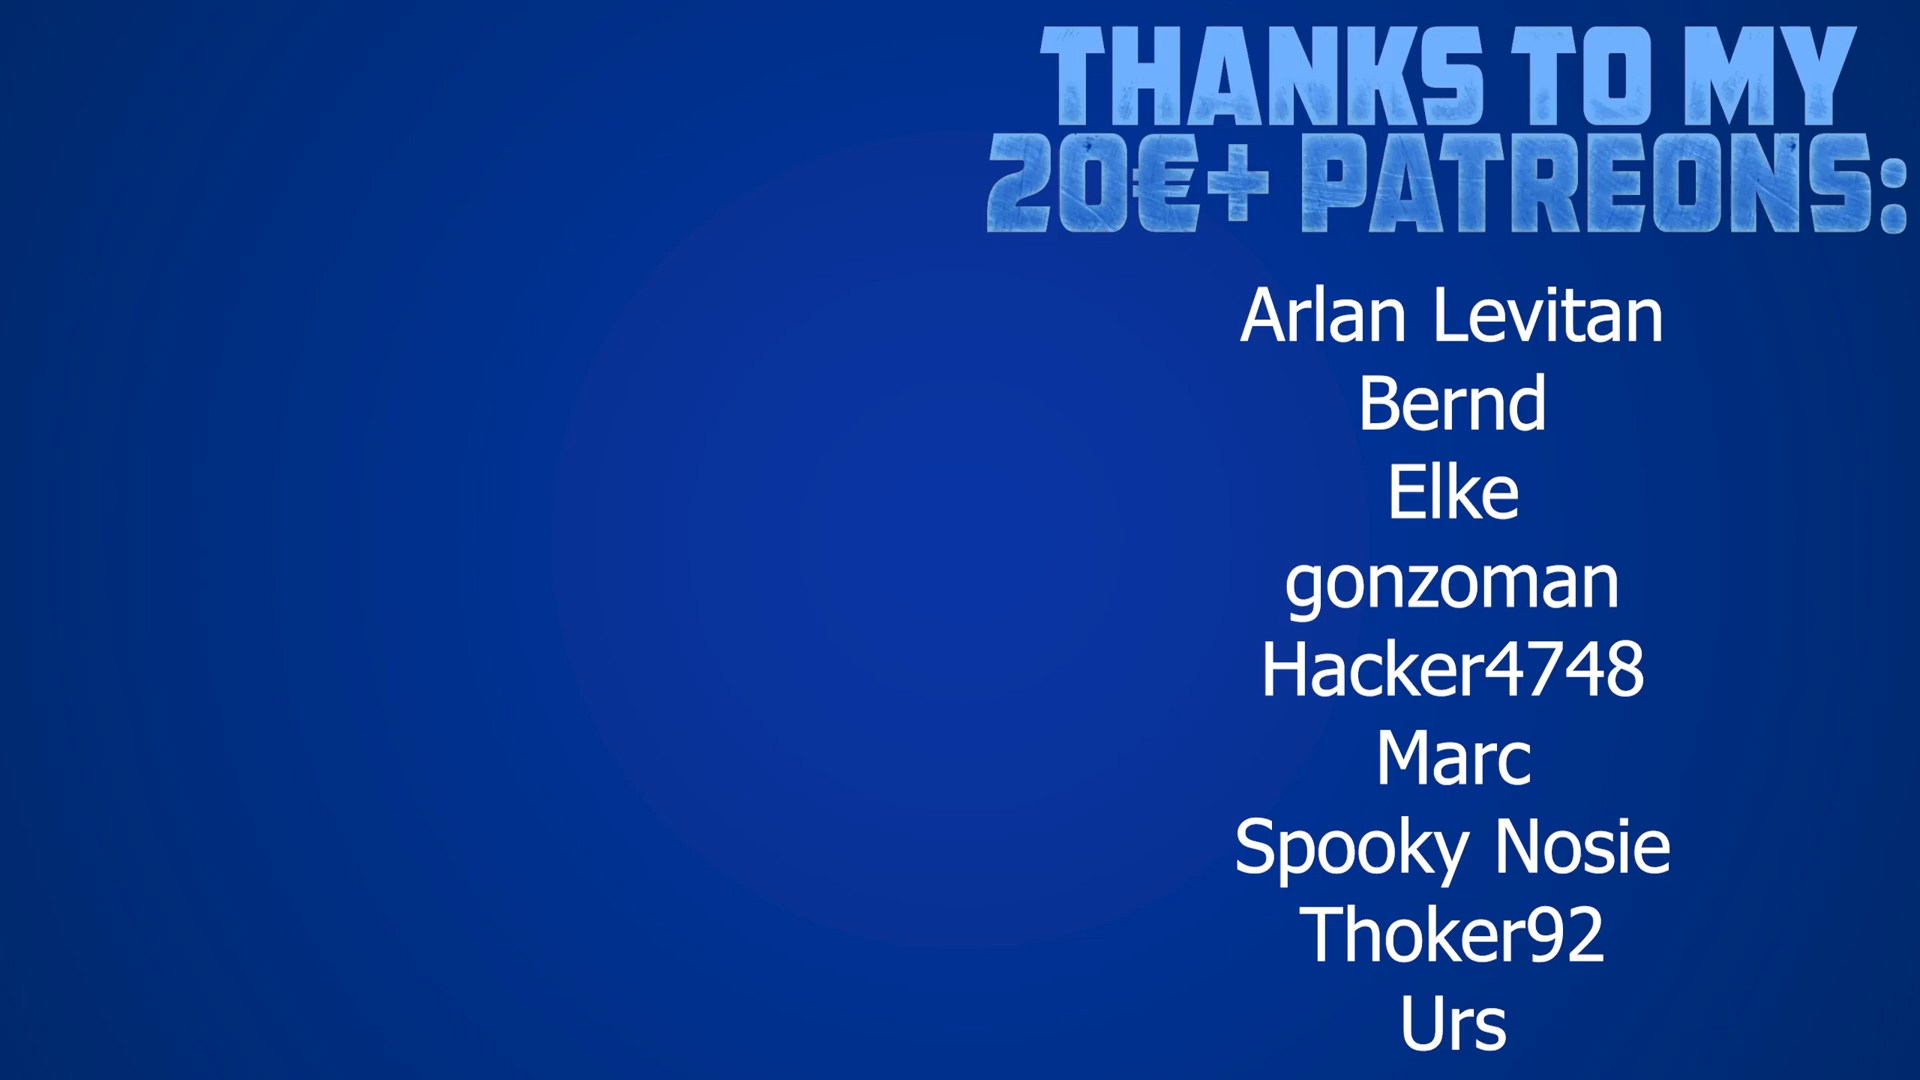 THANKS TO MY
20€+ PATREONS:
Arlan Levitan
Bernd
Elke
gonzoman
Hacker4748
Marc
Spooky Nosie
Thoker92
Urs